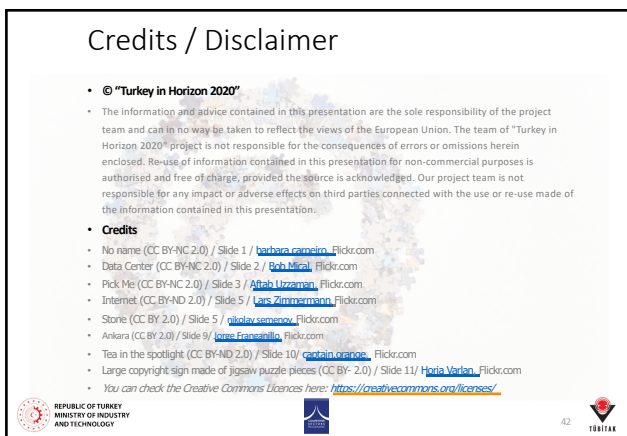 Credits / Disclaimer
• © “Turkey in Horizon 2020”
• The information and advice contained in this presentation are the sole responsibility of the project
team and can in no way be taken to reflect the views of the European Union. The team of "Turkey in
Horizon 2020" project is not responsible for the consequences of errors or omissions herein
enclosed. Re-use of information contained in this presentation for non-commercial purposes is
authorised and free of charge, provided the source is acknowledged. Our project team is not
responsible for any impact or adverse effects on third parties connected with the use or re-use made of
the information contained in this presentation.
• Credits
• No name (CC BY-NC 2.0) / Slide 1 / barbara carneiro, Flickr.com
• Data Center (CC BY-NC 2.0) / Slide 2 / Bob Mical, Flickr.com
• Pick Me (CC BY-NC 2.0) / Slide 3 / Aftab Uzzaman, Flickr.com
• Internet (CC BY-ND 2.0) / Slide 5 / Lars Zimmermann, Flickr.com
• Stone (CC BY 2.0) / Slide 5 / nikolay semenov, Flickr.com
• Ankara (CC BY 2.0) / Slide 9/ Jorge Franganillo, Flickr.com
• Tea in the spotlight (CC BY-ND 2.0) / Slide 10/ captain.orange, Flickr.com
• Large copyright sign made of jigsaw puzzle pieces (CC BY- 2.0) / Slide 11/ Horia Varlan, Flickr.com
• You can check the Creative Commons Licences here: https://creativecommons.org/licenses/
REPUBLIC OF TURKEY
MINISTRY OF INDUSTRY
AND TECHNOLOGY
42
TÜBİTAK